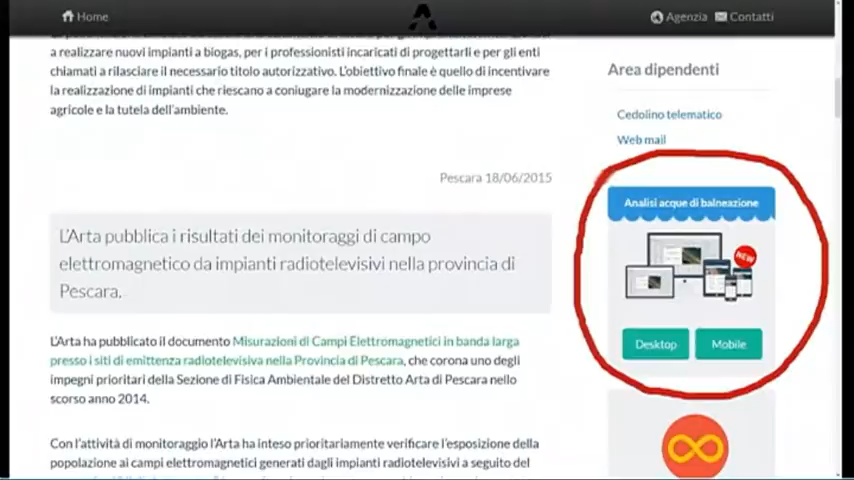 Home
Agenzia
Contatti
a realizzare nuovi impianti a biogas, per i professionisti incaricati di progettarli e per gli enti
chiamati a rilasciare il necessario titolo autorizzativo. L'obiettivo finale è quello di incentivare
la realizzazione di impianti che riescano a coniugare la modernizzazione delle imprese
agricole e la tutela dell'ambiente.
Pescara 18/06/2015
L'Arta pubblica i risultati dei monitoraggi di campo
elettromagnetico da impianti radiotelevisivi nella provincia di
Pescara.
L'Arta ha pubblicato il documento Misurazioni di Campi Elettromagnetici in banda larga
presso i siti di emittenza radiotelevisiva nella Provincia di Pescara, che corona uno degli
impegni prioritari della Sezione di Fisica Ambientale del Distretto Arta di Pescara nello
scorso anno 2014.
Con l'attività di monitoraggio l'Arta ha inteso prioritariamente verificare l'esposizione della
popolazione ai campi elettromagnetici generati dagli impianti radiotelevisivi a seguito del
Area dipendenti
Cedolino telematico
Web mail
Analisi acque di balneazione
NEW
Desktop
Mobile